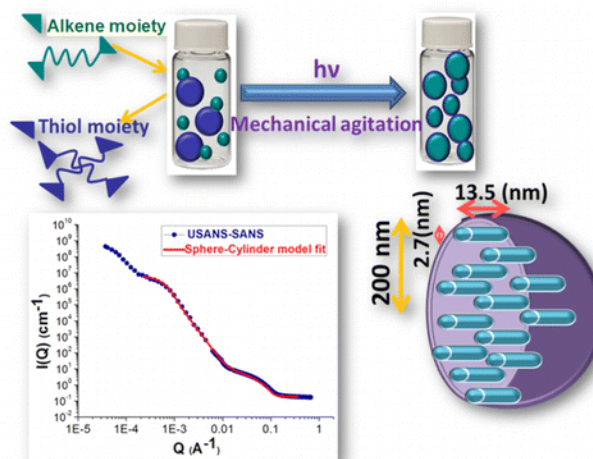 Alkene moiety
Thiol moiety
hν
Mechanical agitation
13.5 (nm)
2.7(nm)
200 nm
USANS-SANS
Sphere-Cylinder model fit
I(Q) (cm⁻¹)
10¹⁰
10⁹
10⁸
10⁷
10⁶
10⁵
10⁴
10³
10²
10¹
10⁰
10⁻¹
10⁻²
1E-5
1E-4
1E-3
0.01
0.1
1
Q (A⁻¹)